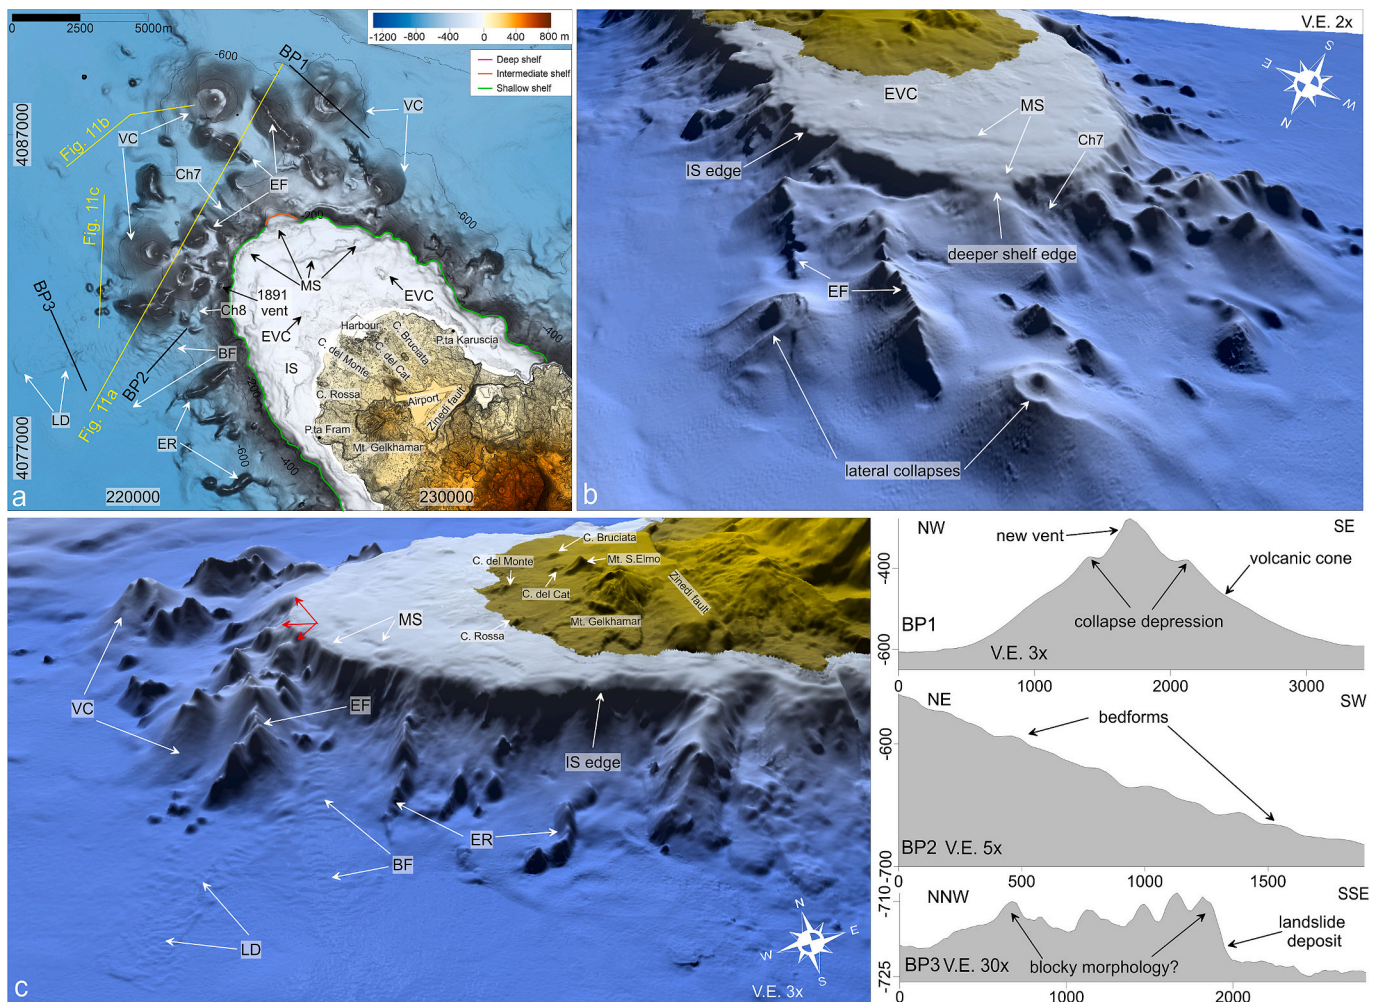 0 2500 5000m
-1200 -800 -400 0 400 800 m
Deep shelf
Intermediate shelf
Shallow shelf
-600
BP1
VC
VC
4087000
Fig. 11b
Ch7
EF
Fig. 11c
-200
-600
MS
BP3
1891
vent
EVC
Ch8
EVC
Harbour
C. Bruciata
P.ta Karuscia
-400
C. del Monte
C. del Cat
BF
IS
BP2
-200
C. Rossa
Airport
Zinedi fault
LD
Fig. 11a
ER
P.ta Fram
Mt. Gelkhamar
4077000
-600
-400
a
220000
230000
V.E. 2x
S
E
W
N
EVC
MS
Ch7
IS edge
deeper shelf edge
EF
lateral collapses
b
C. Bruciata
C. del Monte
Mt. S.Elmo
C. del Cat
Zinedi fault
MS
Mt. Gelkhamar
C. Rossa
VC
EF
IS edge
ER
BF
LD
N
E
W
S
c
V.E. 3x
NW
SE
new vent
volcanic cone
-400
collapse depression
BP1
V.E. 3x
-600
0 1000 2000 3000
NE
SW
bedforms
-600
BP2 V.E. 5x
-700
0 500 1000 1500
NNW
SSE
-710
landslide
deposit
BP3 V.E. 30x
blocky morphology?
-725
0 1000 2000